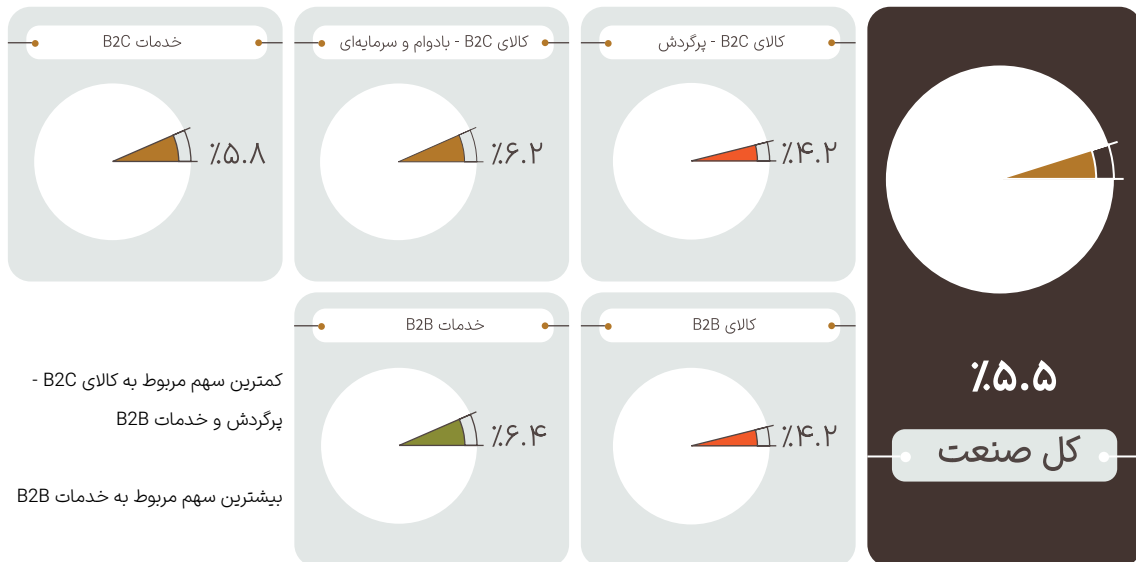 کالای B2C - پرگردش
٪۴.۲
کالای B2C - بادوام و سرمایه‌ای
٪۶.۲
خدمات B2C
٪۵.۸
٪۵.۵
کل صنعت
کالای B2B
٪۴.۲
خدمات B2B
٪۶.۴
کمترین سهم مربوط به کالای B2C -
پرگردش و خدمات B2B
بیشترین سهم مربوط به خدمات B2B